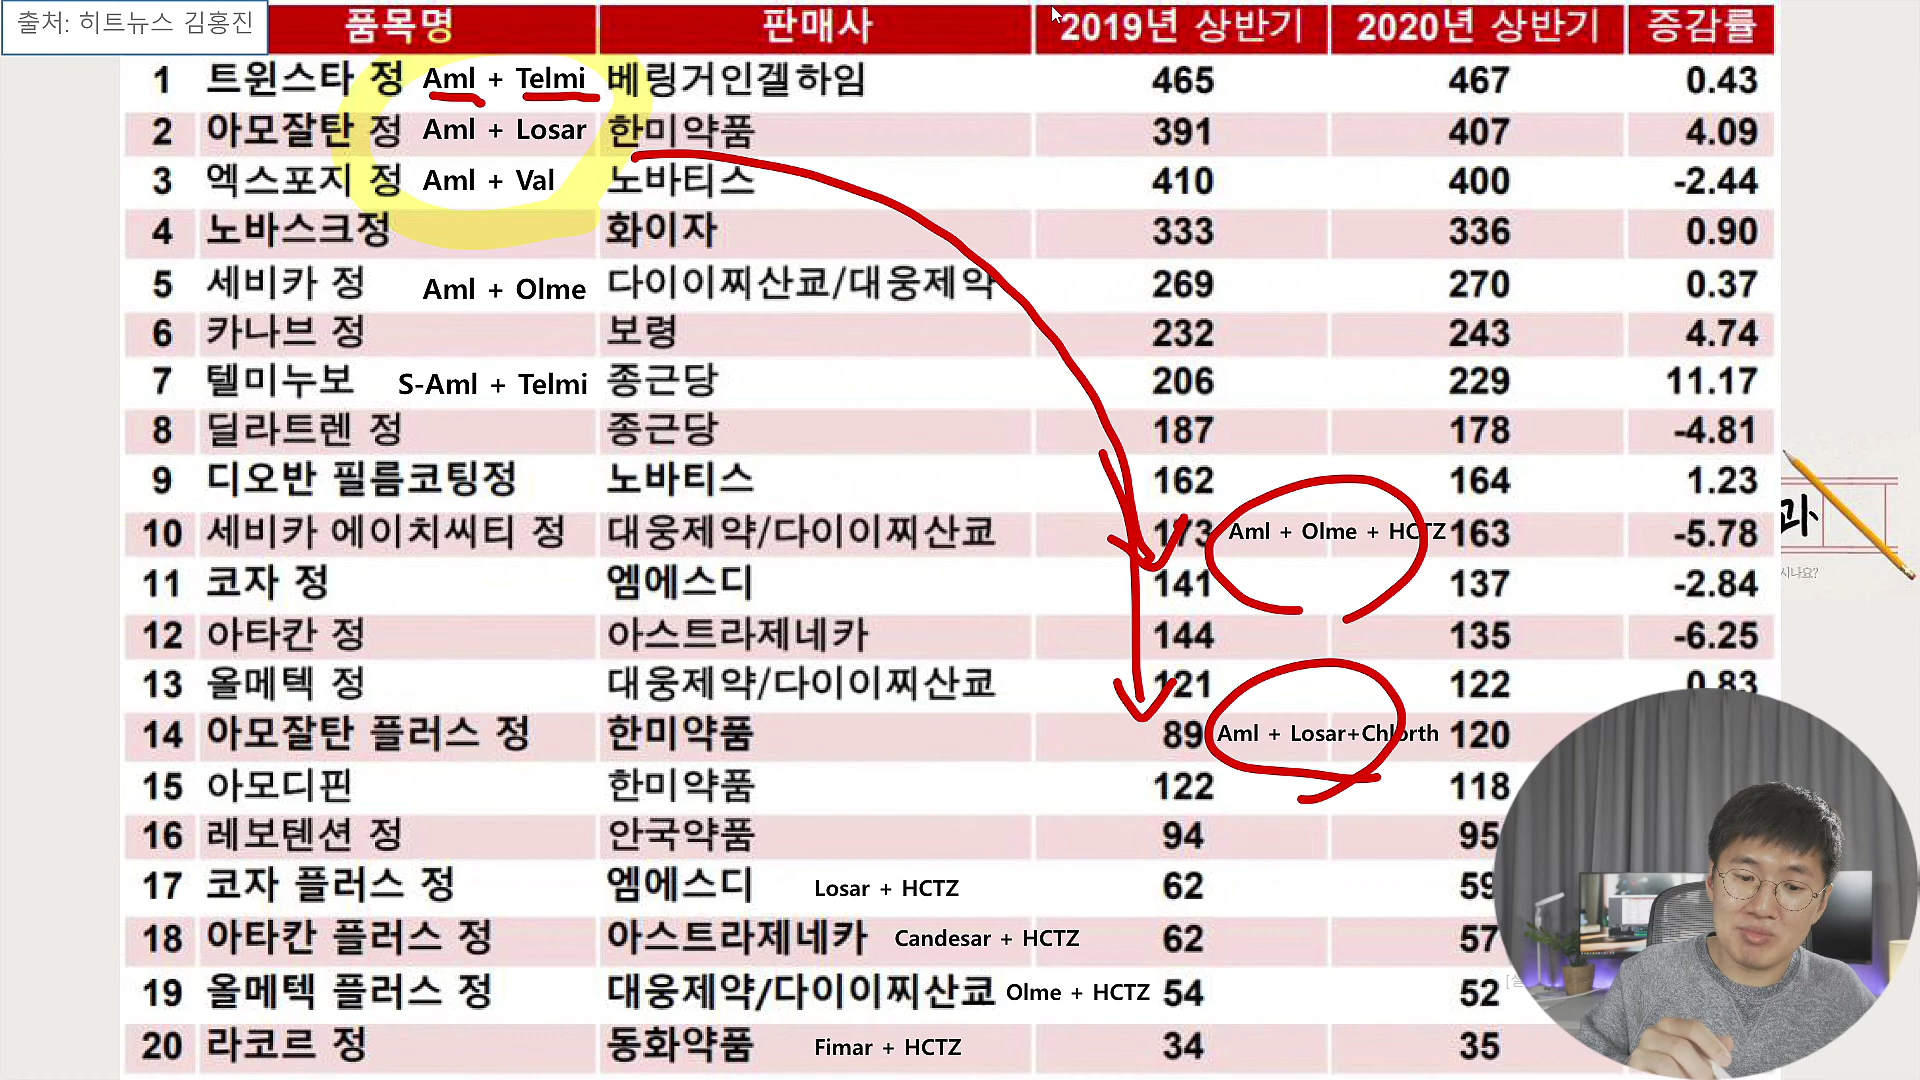 출처: 히트뉴스 김홍진
품목명 판매사 2019년 상반기 2020년 상반기 증감률
1 트윈스타 정 Aml + Telmi 베링거인겔하임 465 467 0.43
2 아모잘탄 정 Aml + Losar 한미약품 391 407 4.09
3 엑스포지 정 Aml + Val 노바티스 410 400 -2.44
4 노바스크정 화이자 333 336 0.90
5 세비카 정 Aml + Olme 다이이찌산쿄/대웅제약 269 270 0.37
6 카나브 정 보령 232 243 4.74
7 텔미누보 S-Aml + Telmi 종근당 206 229 11.17
8 딜라트렌 정 종근당 187 178 -4.81
9 디오반 필름코팅정 노바티스 162 164 1.23
10 세비카 에이치씨티 정 대웅제약/다이이찌산쿄 173 Aml + Olme + HCTZ 163 -5.78
11 코자 정 엠에스디 141 137 -2.84
12 아타칸 정 아스트라제네카 144 135 -6.25
13 올메텍 정 대웅제약/다이이찌산쿄 121 122 0.83
14 아모잘탄 플러스 정 한미약품 89 Aml + Losar+Chlorth 120
15 아모디핀 한미약품 122 118
16 레보텐션 정 안국약품 94 95
17 코자 플러스 정 엠에스디 Losar + HCTZ 62 59
18 아타칸 플러스 정 아스트라제네카 Candesar + HCTZ 62 57
19 올메텍 플러스 정 대웅제약/다이이찌산쿄 Olme + HCTZ 54 52
20 라코르 정 동화약품 Fimar + HCTZ 34 35
과
시나요?